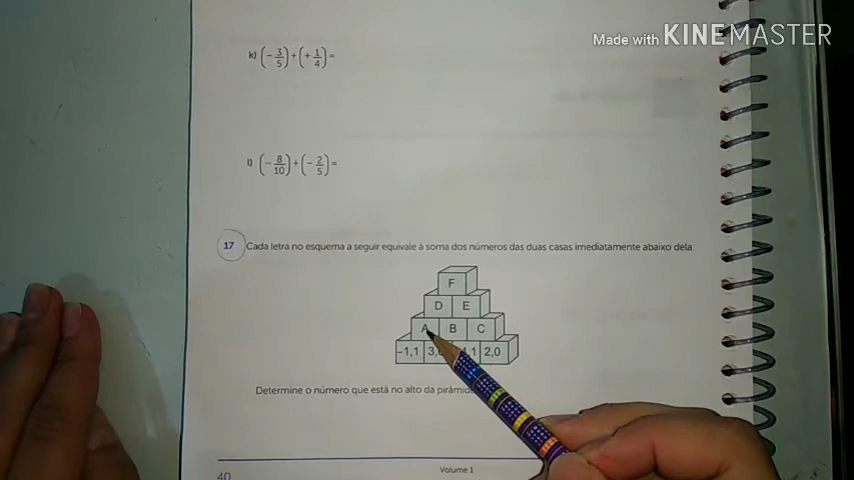 Made with KINEMASTER
k) (-3/5)+(+1/4)=
l) (-8/10)+(-2/5)=
17 Cada letra no esquema a seguir equivale à soma dos números das duas casas imediatamente abaixo dela.
F
D E
A B C
-1,1 2,0
Determine o número que está no alto da
40 Volume 1